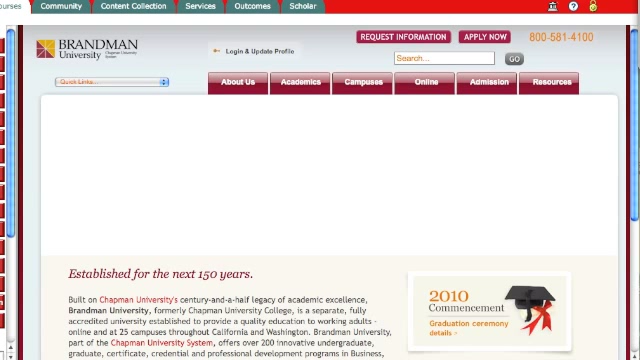 ourses Community Content Collection Services Outcomes Scholar
BRANDMAN
University Chapman University System
Login & Update Profile
REQUEST INFORMATION APPLY NOW 800-581-4100
Search... GO
Quick Links...
About Us Academics Campuses Online Admission Resources
Established for the next 150 years.
Built on Chapman University's century-and-a-half legacy of academic excellence,
Brandman University, formerly Chapman University College, is a separate, fully
accredited university established to provide a quality education to working adults -
online and at 25 campuses throughout California and Washington. Brandman University,
part of the Chapman University System, offers over 200 innovative undergraduate,
graduate, certificate, credential and professional development programs in Business,
2010
Commencement
Graduation ceremony
details »